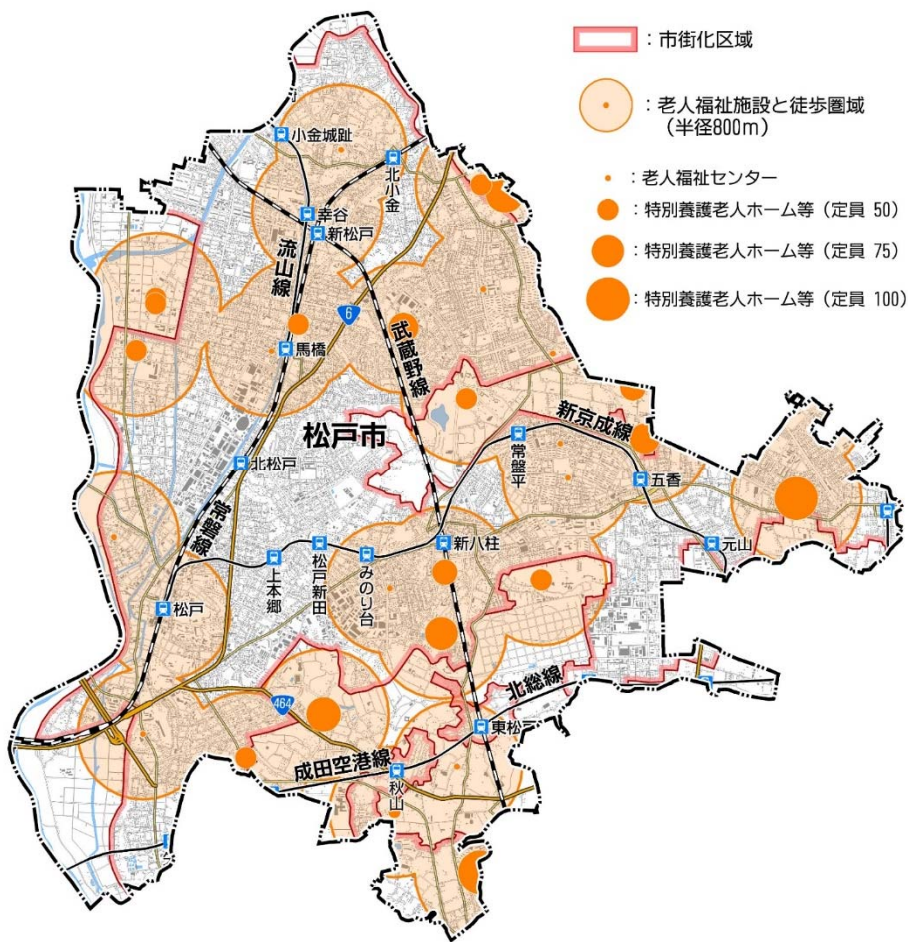 ：市街化区域
：老人福祉施設と徒歩圏域
（半径800m）
：老人福祉センター
：特別養護老人ホーム等（定員 50）
：特別養護老人ホーム等（定員 75）
：特別養護老人ホーム等（定員 100）
小金城趾
北小金
幸谷
新松戸
流山線
6
武蔵野線
馬橋
松戸市
新京成線
常盤平
北松戸
五香
常磐線
新八柱
元山
上本郷
松戸新田
みのり台
松戸
北総線
464
東松戸
成田空港線
秋山